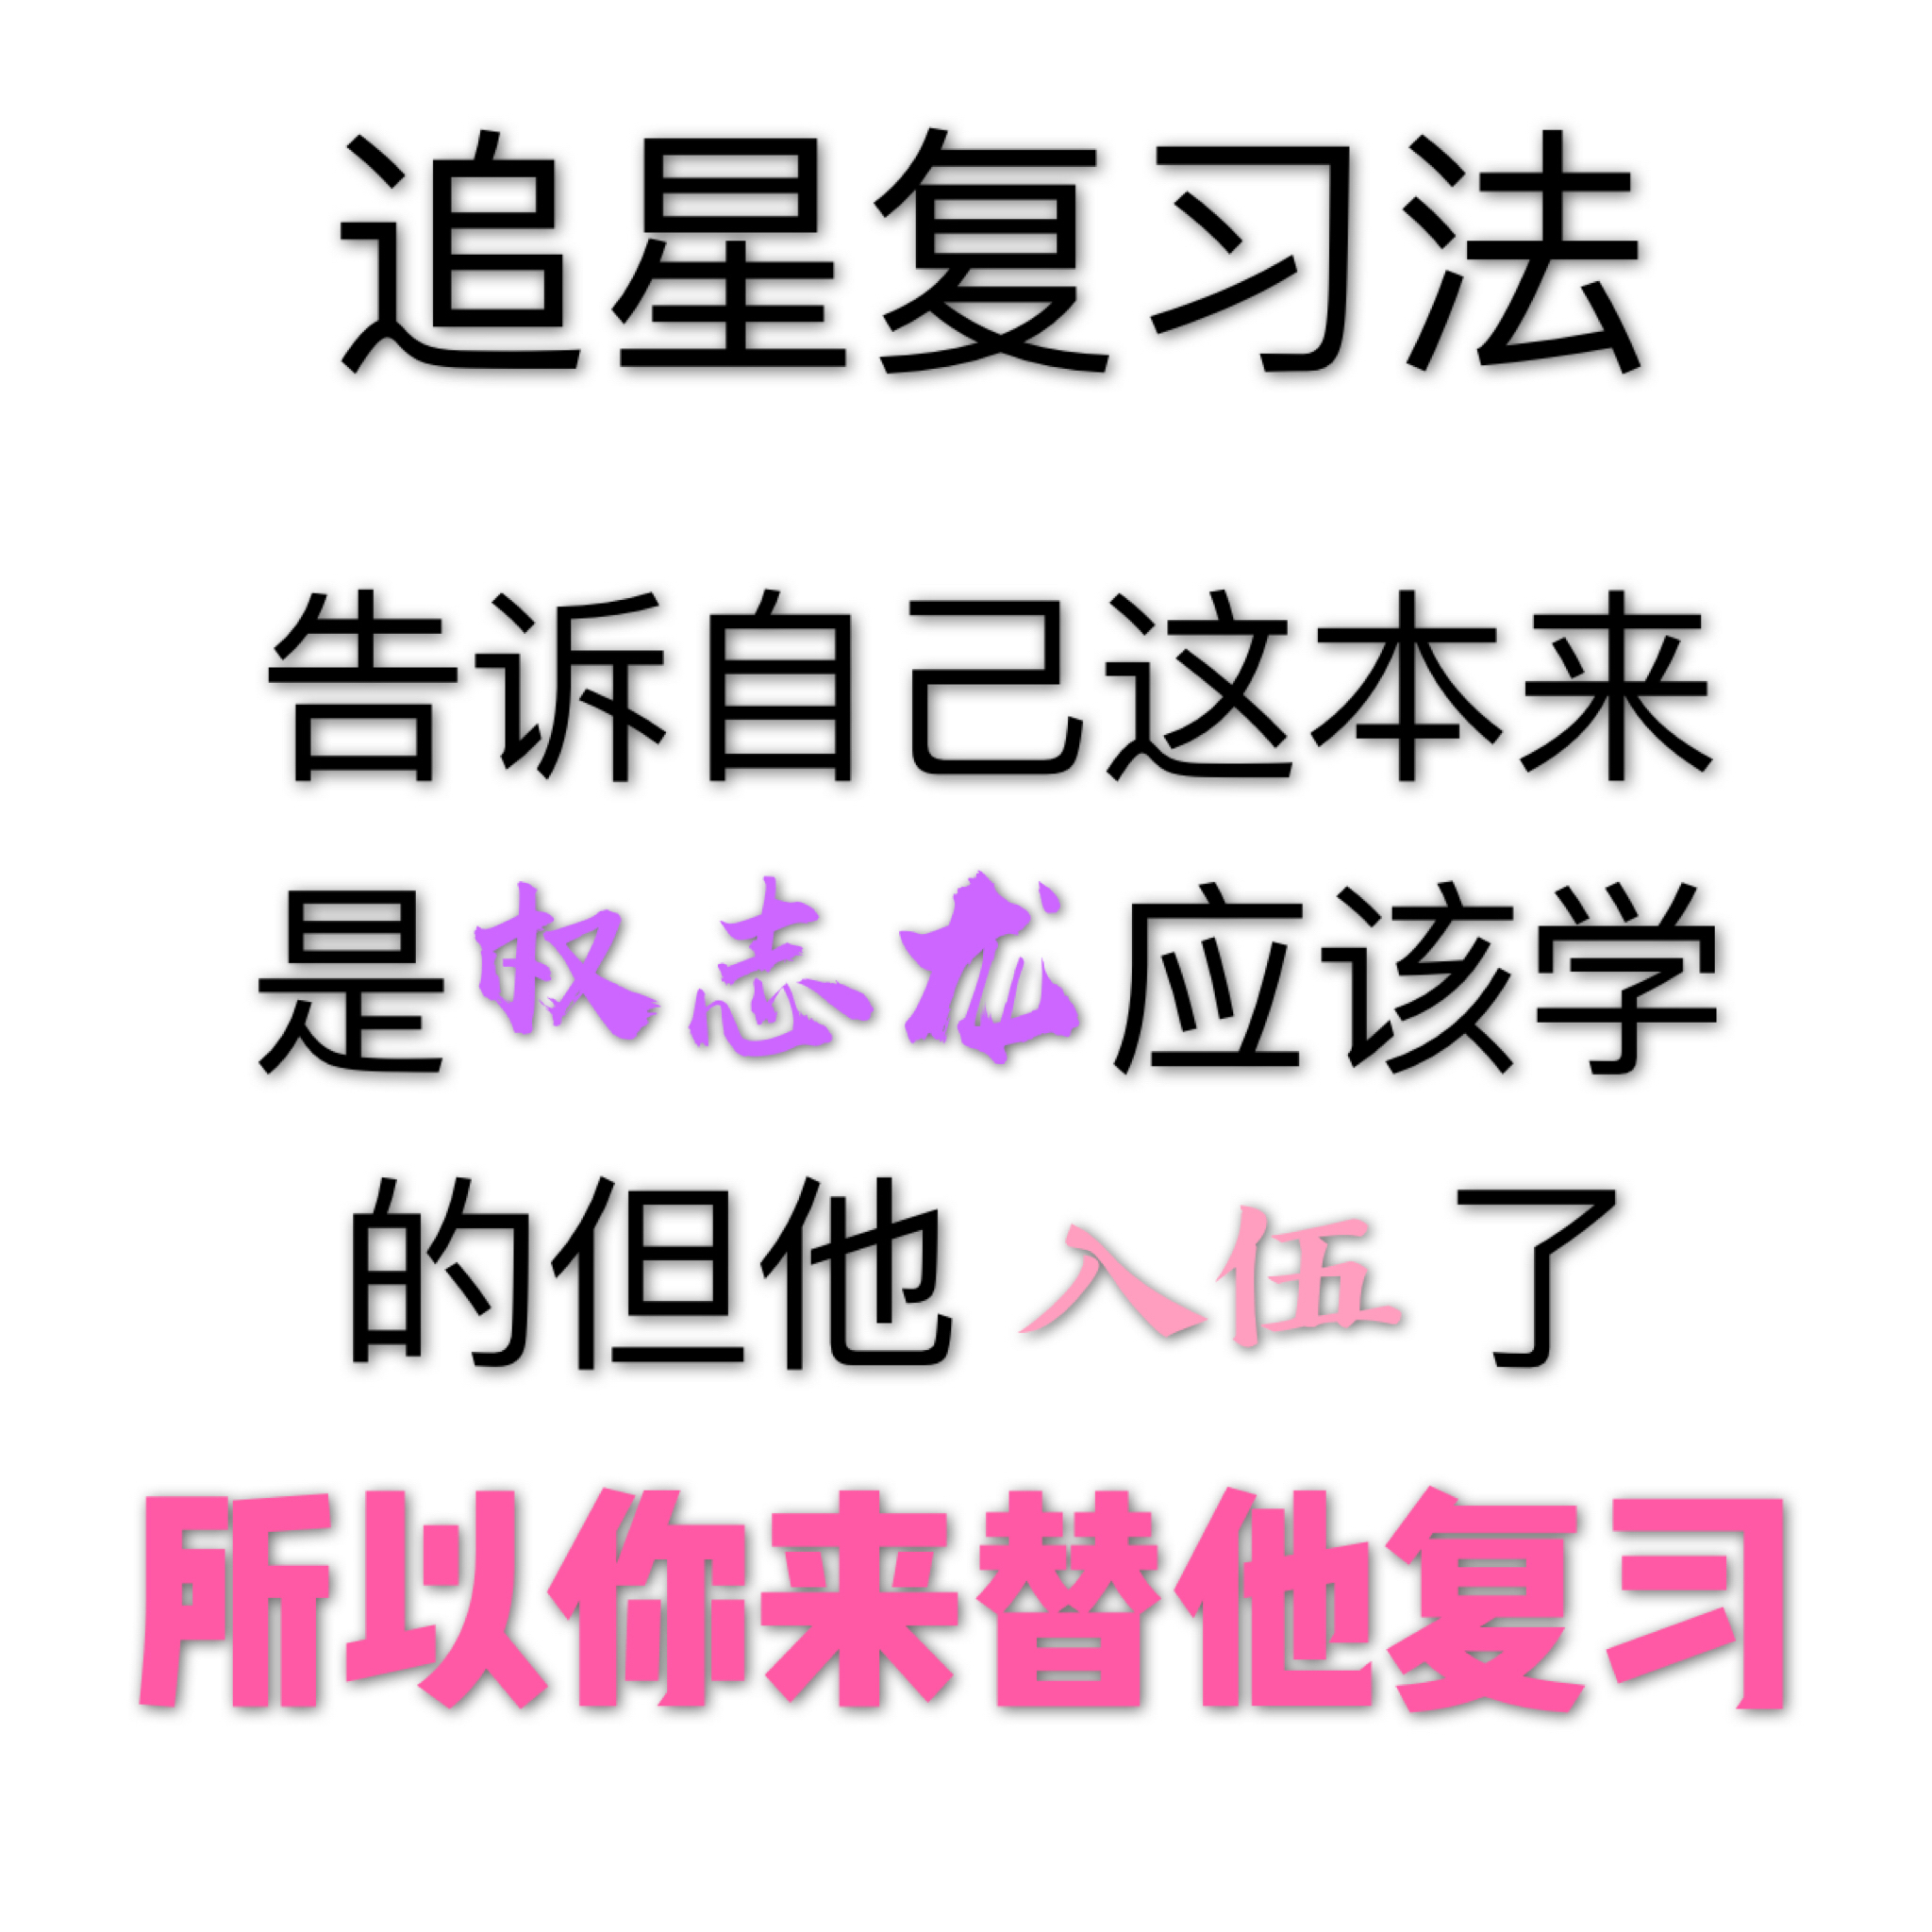 追星复习法
告诉自己这本来
是权志龙应该学
的但他入伍了
所以你来替他复习